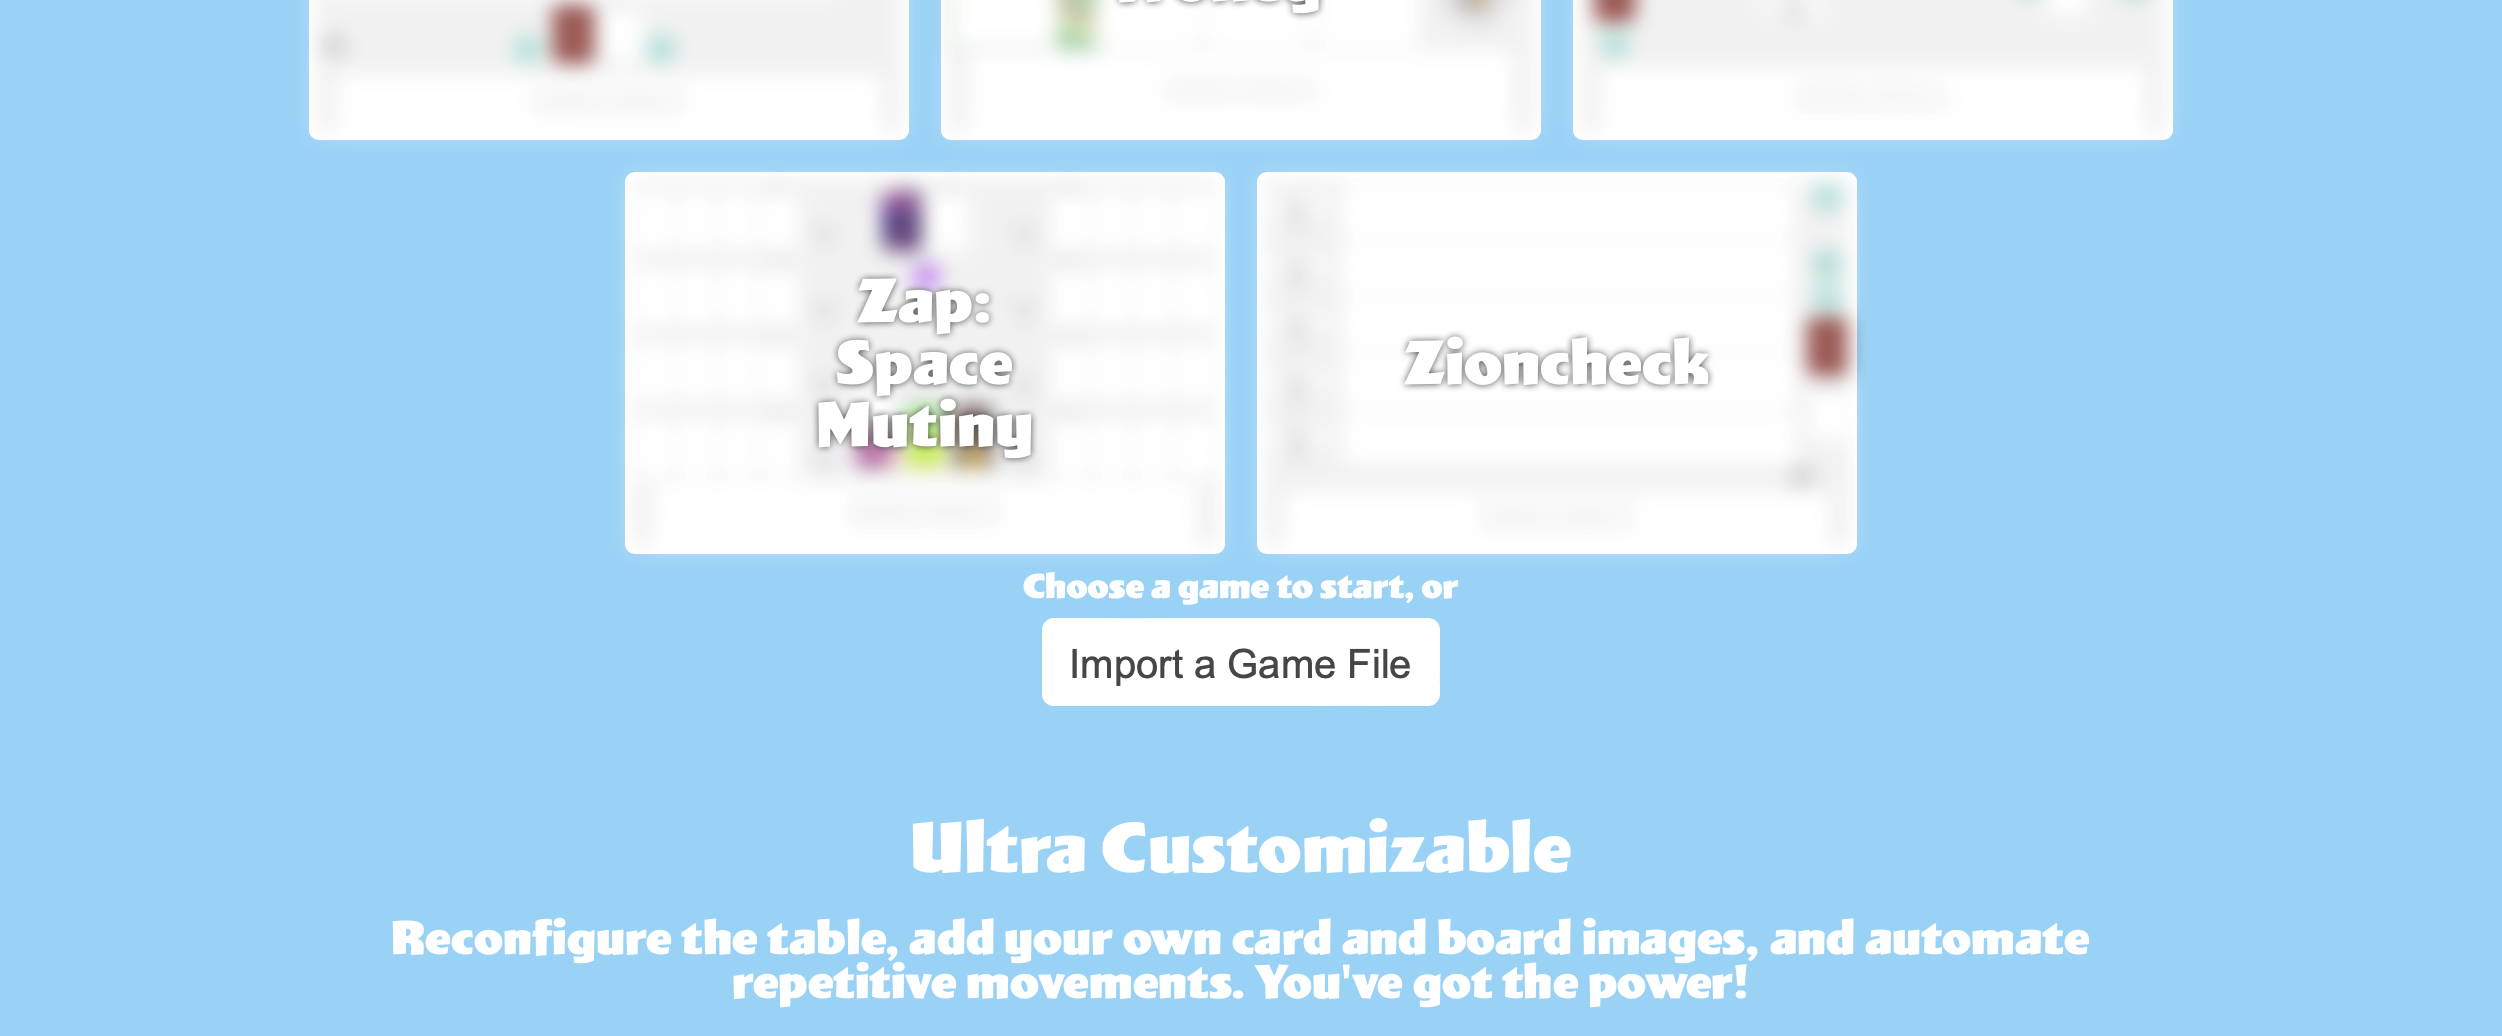 Zap:
Space
Mutiny
Zioncheck
Choose a game to start, or
Import a Game File
Ultra Customizable
Reconfigure the table, add your own card and board images, and automate
repetitive movements. You've got the power!